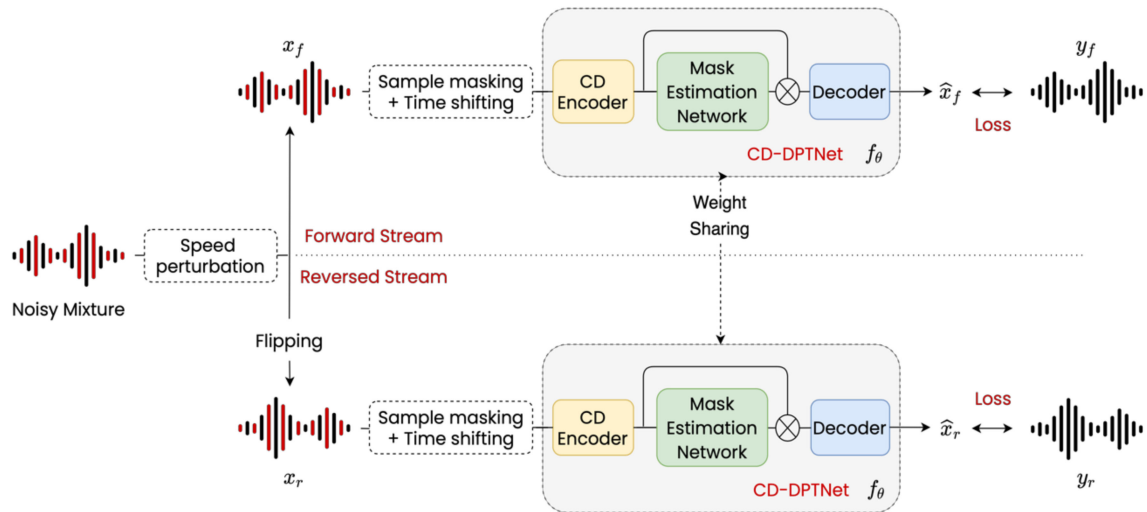 x_f
Sample masking
+ Time shifting
CD
Encoder
Mask
Estimation
Network
Decoder
x̂_f
Loss
y_f
CD-DPTNet f_θ
Weight
Sharing
Noisy Mixture
Speed
perturbation
Forward Stream
Reversed Stream
Flipping
x_r
Sample masking
+ Time shifting
CD
Encoder
Mask
Estimation
Network
Decoder
x̂_r
Loss
y_r
CD-DPTNet f_θ